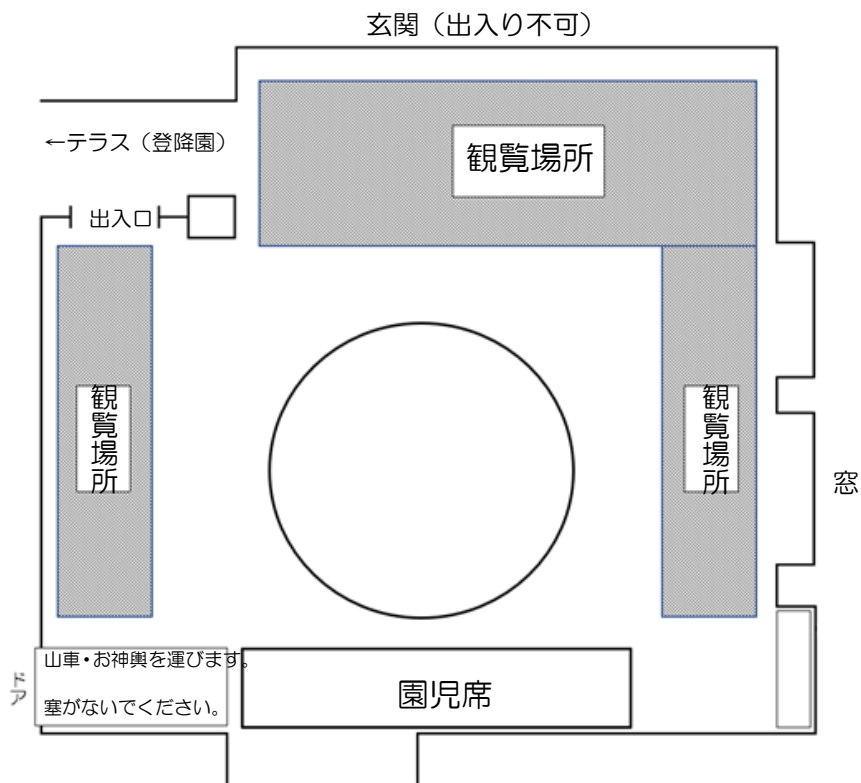 玄関（出入り不可）
←テラス（登降園）
観覧場所
出入口
観覧場所
観覧場所
窓
山車・お神輿を運びます。
塞がないでください。
ドア
園児席